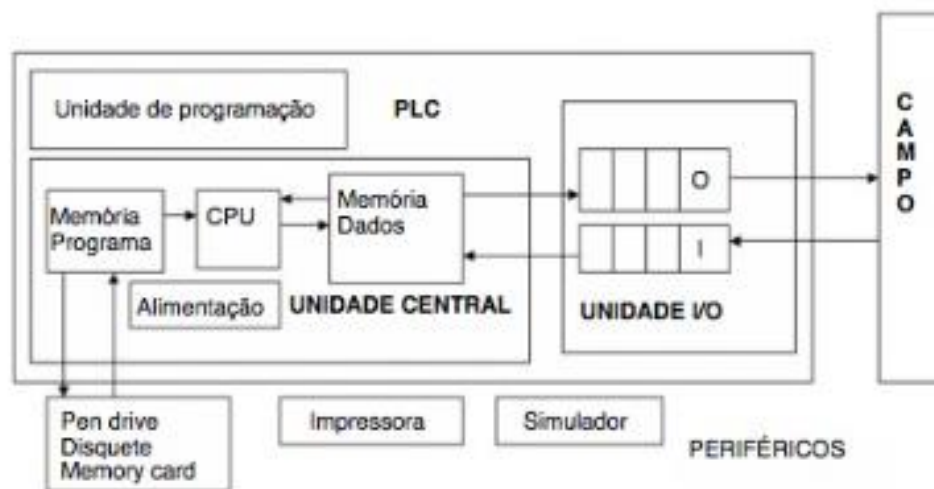 Unidade de programação
PLC
CAMPO
Memória
Programa
CPU
Memória
Dados
O
I
Alimentação
UNIDADE CENTRAL
UNIDADE I/O
Pen drive
Disquete
Memory card
Impressora
Simulador
PERIFÉRICOS